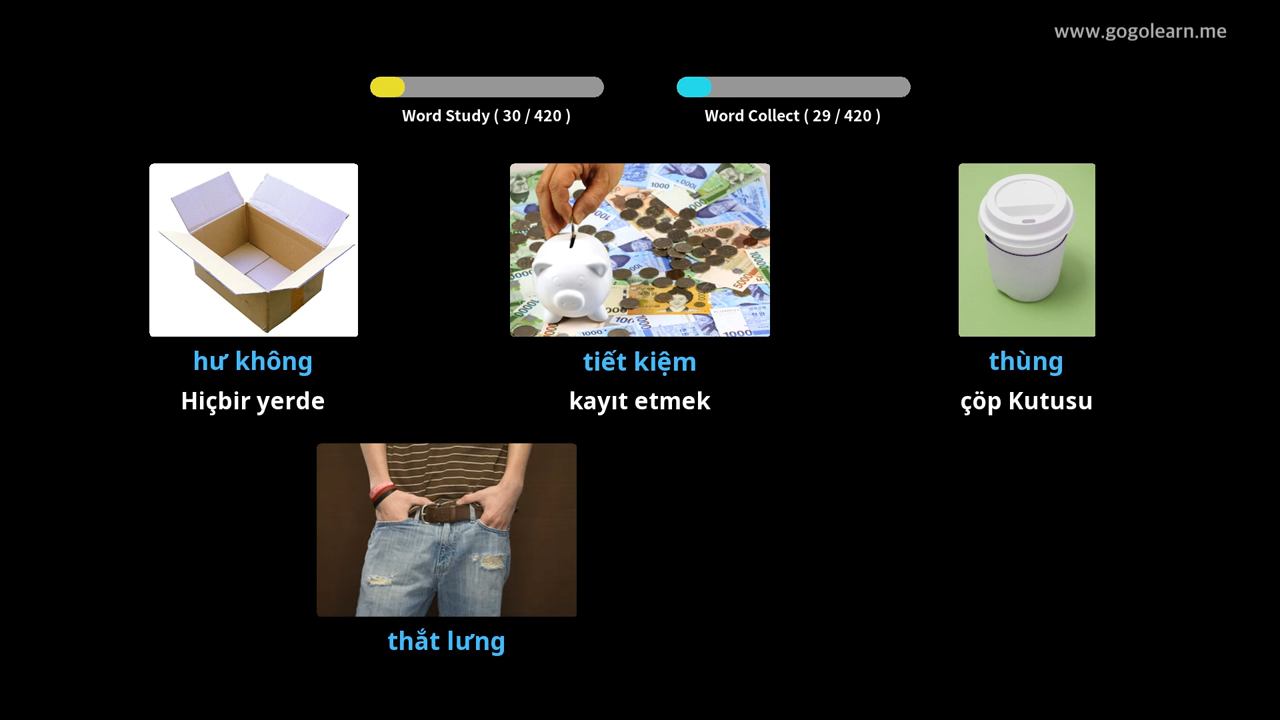 www.gogolearn.me
Word Study ( 30 / 420 )
Word Collect ( 29 / 420 )
hư không
Hiçbir yerde
tiết kiệm
kayıt etmek
thùng
çöp Kutusu
thắt lưng